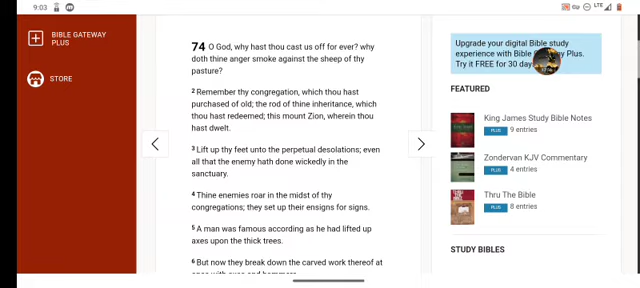 9:03
LTE
BIBLE GATEWAY
PLUS
STORE
74 O God, why hast thou cast us off for ever? why
doth thine anger smoke against the sheep of thy
pasture?
2 Remember thy congregation, which thou hast
purchased of old; the rod of thine inheritance, which
thou hast redeemed; this mount Zion, wherein thou
hast dwelt.
3 Lift up thy feet unto the perpetual desolations; even
all that the enemy hath done wickedly in the
sanctuary.
4 Thine enemies roar in the midst of thy
congregations; they set up their ensigns for signs.
5 A man was famous according as he had lifted up
axes upon the thick trees.
6 But now they break down the carved work thereof at
once with axes and hammers.
Upgrade your digital Bible study
experience with Bible Plus.
Try it FREE for 30 day
FEATURED
King James Study Bible Notes
PLUS 9 entries
Zondervan KJV Commentary
PLUS 4 entries
Thru The Bible
PLUS 8 entries
STUDY BIBLES